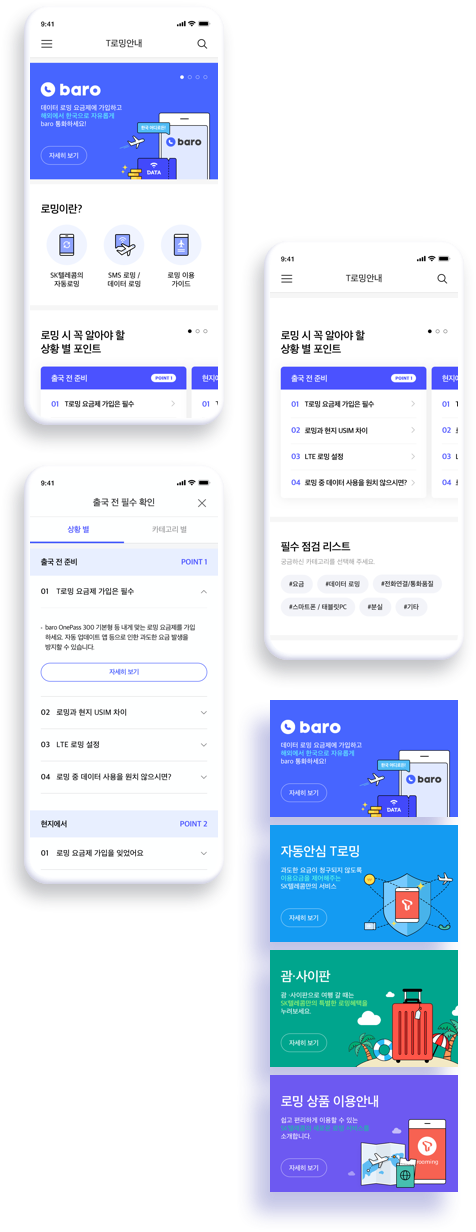 9:41
T로밍안내
baro
데이터 로밍 요금제에 가입하고
해외에서 한국으로 자유롭게
baro 통화하세요!
한국 어디로든!
baro
DATA
자세히 보기
로밍이란?
SK텔레콤의
자동로밍
SMS 로밍 /
데이터 로밍
로밍 이용
가이드
로밍 시 꼭 알아야 할
상황 별 포인트
출국 전 준비
POINT 1
현지에
01 T로밍 요금제 가입은 필수
01
9:41
T로밍안내
로밍 시 꼭 알아야 할
상황 별 포인트
출국 전 준비
POINT 1
현지에
01 T로밍 요금제 가입은 필수
01
02 로밍과 현지 USIM 차이
02
03 LTE 로밍 설정
03
04 로밍 중 데이터 사용을 원치 않으시면?
04
필수 점검 리스트
궁금하신 카테고리를 선택해 주세요.
#요금
#데이터 로밍
#전화연결/통화품질
#스마트폰 / 태블릿PC
#분실
#기타
9:41
출국 전 필수 확인
상황 별
카테고리 별
출국 전 준비
POINT 1
01 T로밍 요금제 가입은 필수
- baro OnePass 300 기본형 등 내게 맞는 로밍 요금제를 가입
하세요. 자동 업데이트 앱 등으로 인한 과도한 요금 발생을
방지할 수 있습니다.
자세히 보기
02 로밍과 현지 USIM 차이
03 LTE 로밍 설정
04 로밍 중 데이터 사용을 원치 않으시면?
현지에서
POINT 2
01 로밍 요금제 가입을 잊었어요
baro
데이터 로밍 요금제에 가입하고
해외에서 한국으로 자유롭게
baro 통화하세요!
한국 어디로든!
baro
DATA
자세히 보기
자동안심 T로밍
과도한 요금이 청구되지 않도록
이용요금을 제어해주는
SK텔레콤만의 서비스
자세히 보기
괌·사이판
괌·사이판으로 여행 갈 때는
SK텔레콤만의 특별한 로밍혜택을
누려보세요.
자세히 보기
로밍 상품 이용안내
쉽고 편리하게 이용할 수 있는
소개합니다.
자세히 보기